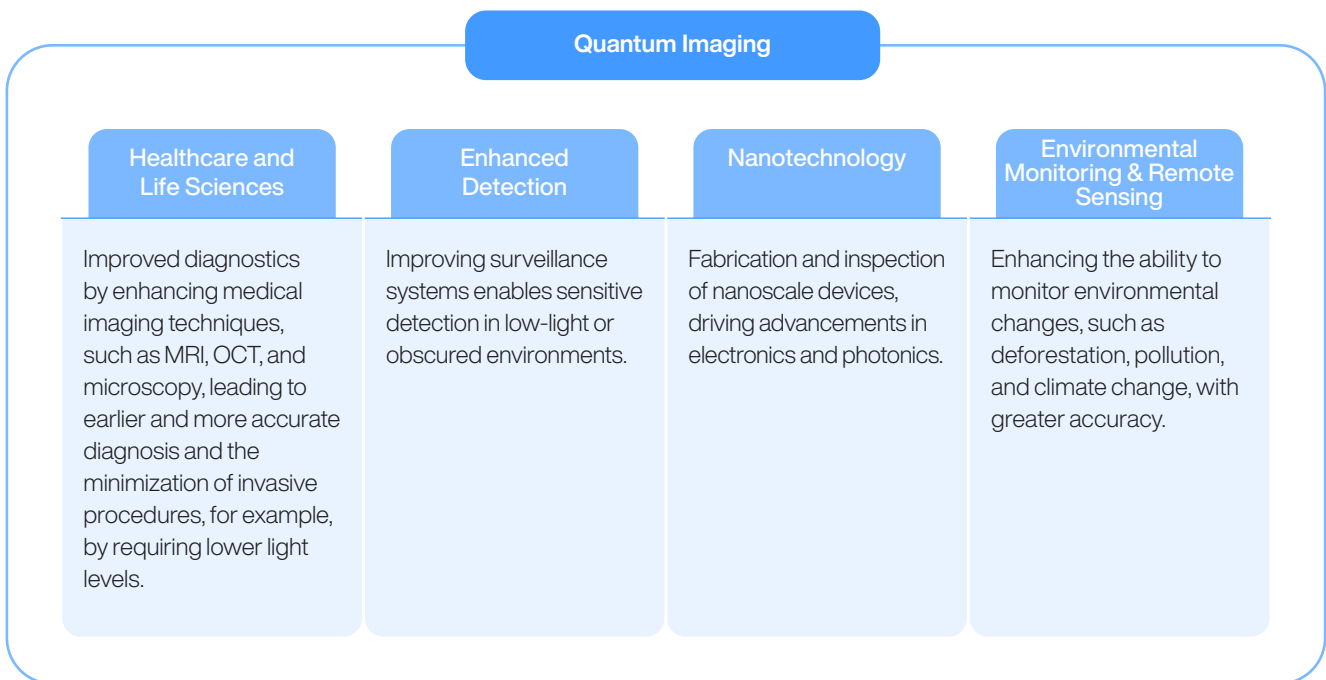 Quantum Imaging
Healthcare and
Life Sciences
Improved diagnostics
by enhancing medical
imaging techniques,
such as MRI, OCT, and
microscopy, leading to
earlier and more accurate
diagnosis and the
minimization of invasive
procedures, for example,
by requiring lower light
levels.
Enhanced
Detection
Improving surveillance
systems enables sensitive
detection in low-light or
obscured environments.
Nanotechnology
Fabrication and inspection
of nanoscale devices,
driving advancements in
electronics and photonics.
Environmental
Monitoring & Remote
Sensing
Enhancing the ability to
monitor environmental
changes, such as
deforestation, pollution,
and climate change, with
greater accuracy.